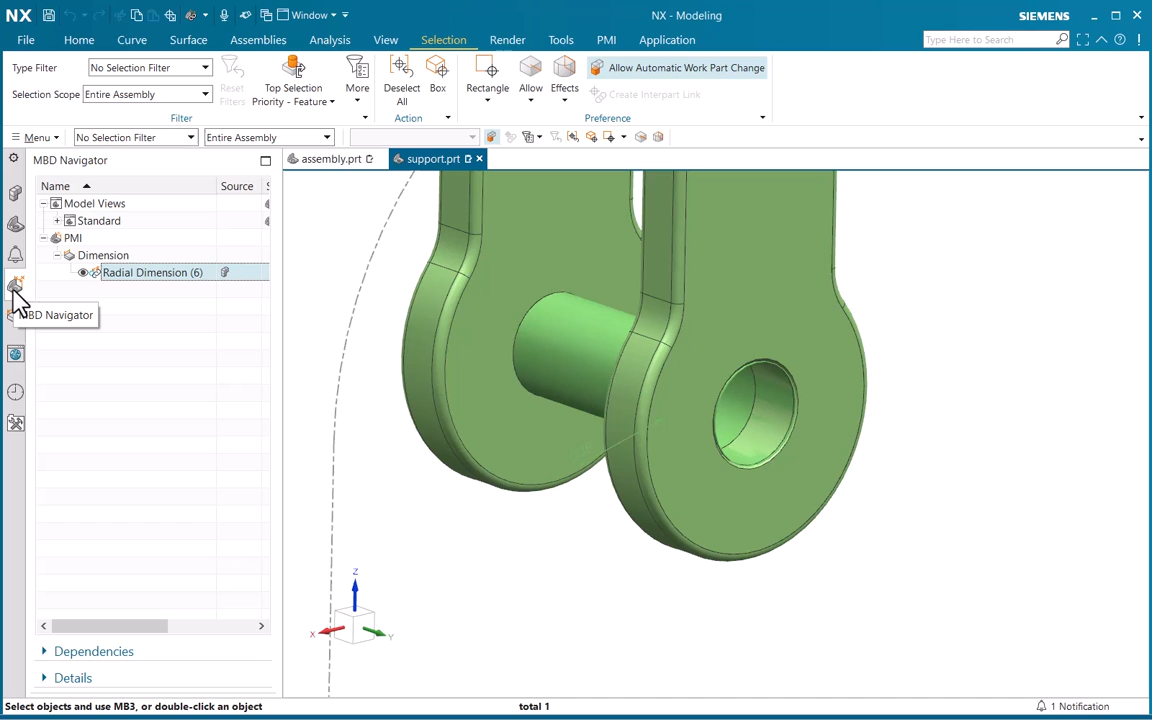 NX
Window
NX - Modeling
SIEMENS
File
Home
Curve
Surface
Assemblies
Analysis
View
Selection
Render
Tools
PMI
Application
Type Here to Search
Type Filter
No Selection Filter
Selection Scope
Entire Assembly
Reset
Filters
Top Selection
Priority - Feature
More
Filter
Deselect
All
Box
Action
Rectangle
Allow
Effects
Allow Automatic Work Part Change
Create Interpart Link
Preference
Menu
No Selection Filter
Entire Assembly
MBD Navigator
assembly.prt
support.prt
Name
Source
Model Views
Standard
PMI
Dimension
Radial Dimension (6)
MBD Navigator
Z
X
Y
Dependencies
Details
Select objects and use MB3, or double-click an object
total 1
1 Notification